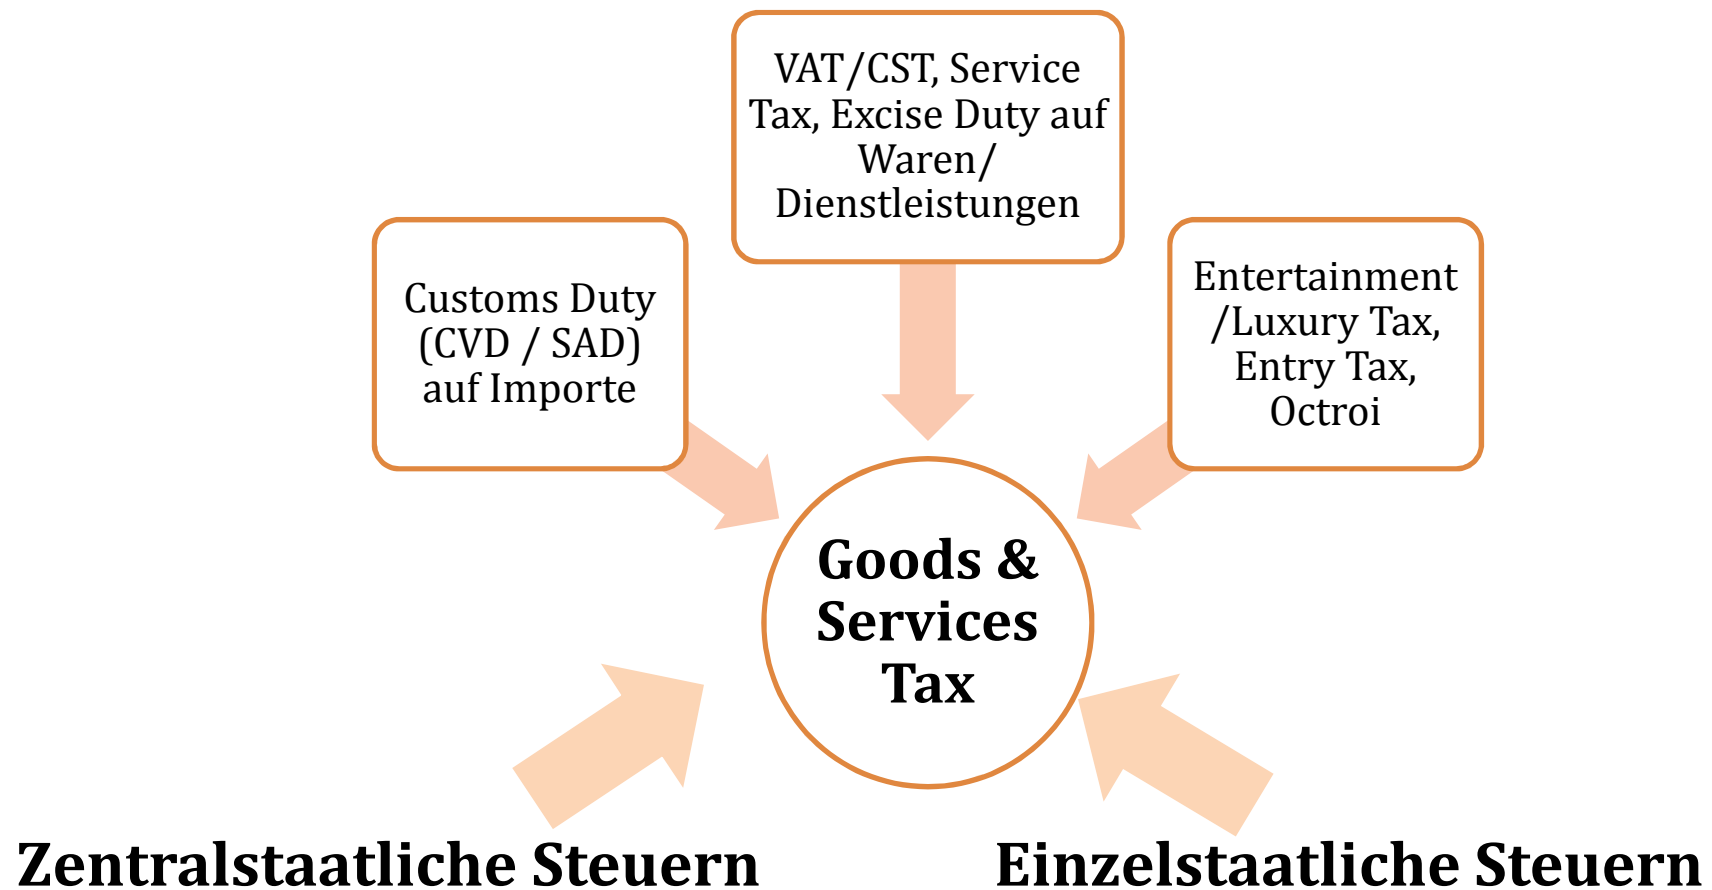 VAT/CST, Service
Tax, Excise Duty auf
Waren/
Dienstleistungen
Customs Duty
(CVD / SAD)
auf Importe
Entertainment
/Luxury Tax,
Entry Tax,
Octroi
Goods &
Services
Tax
Zentralstaatliche Steuern
Einzelstaatliche Steuern